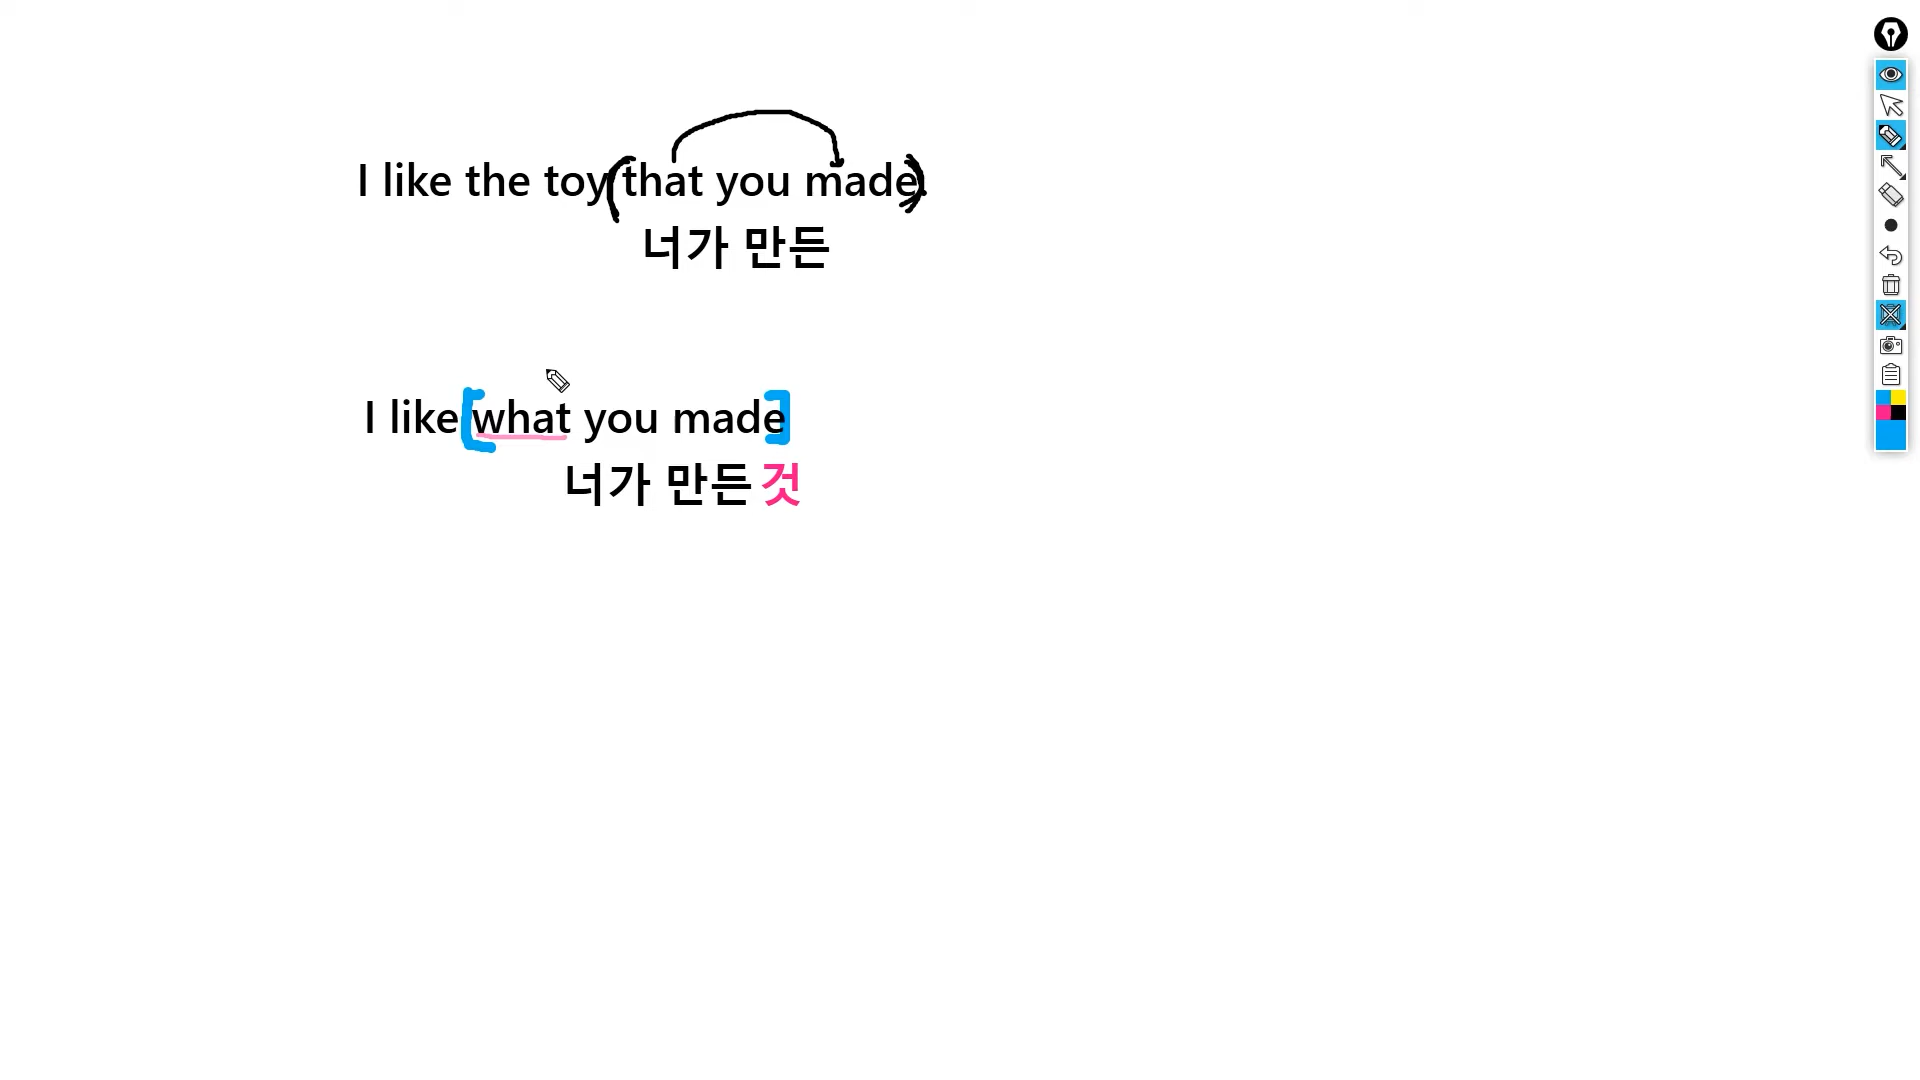 I like the toy (that you made).
너가 만든
I like [what you made]
너가 만든 것